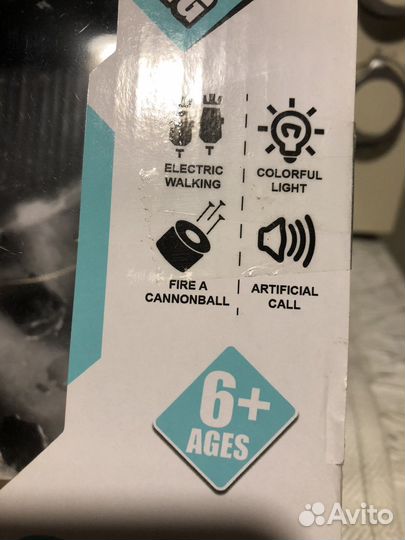 ELECTRIC
WALKING
COLORFUL
LIGHT
FIRE A
CANNONBALL
ARTIFICIAL
CALL
6+
AGES
Avito